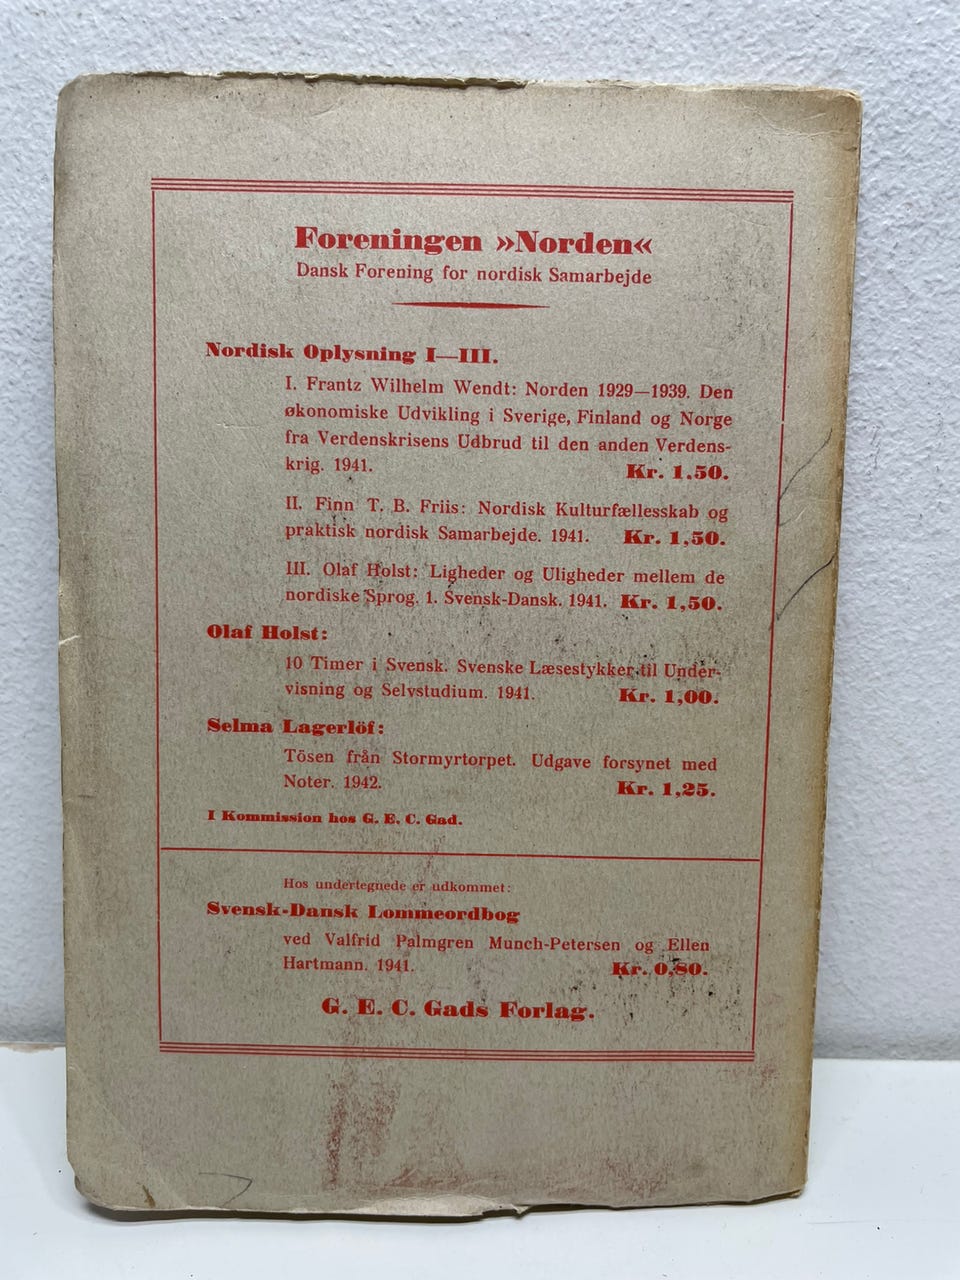 Foreningen »Norden«
Dansk Forening for nordisk Samarbejde
Nordisk Oplysning I—III.
I. Frantz Wilhelm Wendt: Norden 1929—1939. Den
økonomiske Udvikling i Sverige, Finland og Norge
fra Verdenskrisens Udbrud til den anden Verdens-
krig. 1941. Kr. 1.50.
II. Finn T. B. Friis: Nordisk Kulturfællesskab og
praktisk nordisk Samarbejde. 1941. Kr. 1,50.
III. Olaf Holst: Ligheder og Uligheder mellem de
nordiske Sprog. 1. Svensk-Dansk. 1941. Kr. 1,50.
Olaf Holst:
10 Timer i Svensk. Svenske Læsestykker til Under-
visning og Selvstudium. 1941. Kr. 1,00.
Selma Lagerlöf:
Tösen från Stormyrtorpet. Udgave forsynet med
Noter. 1942. Kr. 1,25.
I Kommission hos G. E. C. Gad.
Hos undertegnede er udkommet:
Svensk-Dansk Lommeordbog
ved Valfrid Palmgren Munch-Petersen og Ellen
Hartmann. 1941. Kr. 0,80.
G. E. C. Gads Forlag.